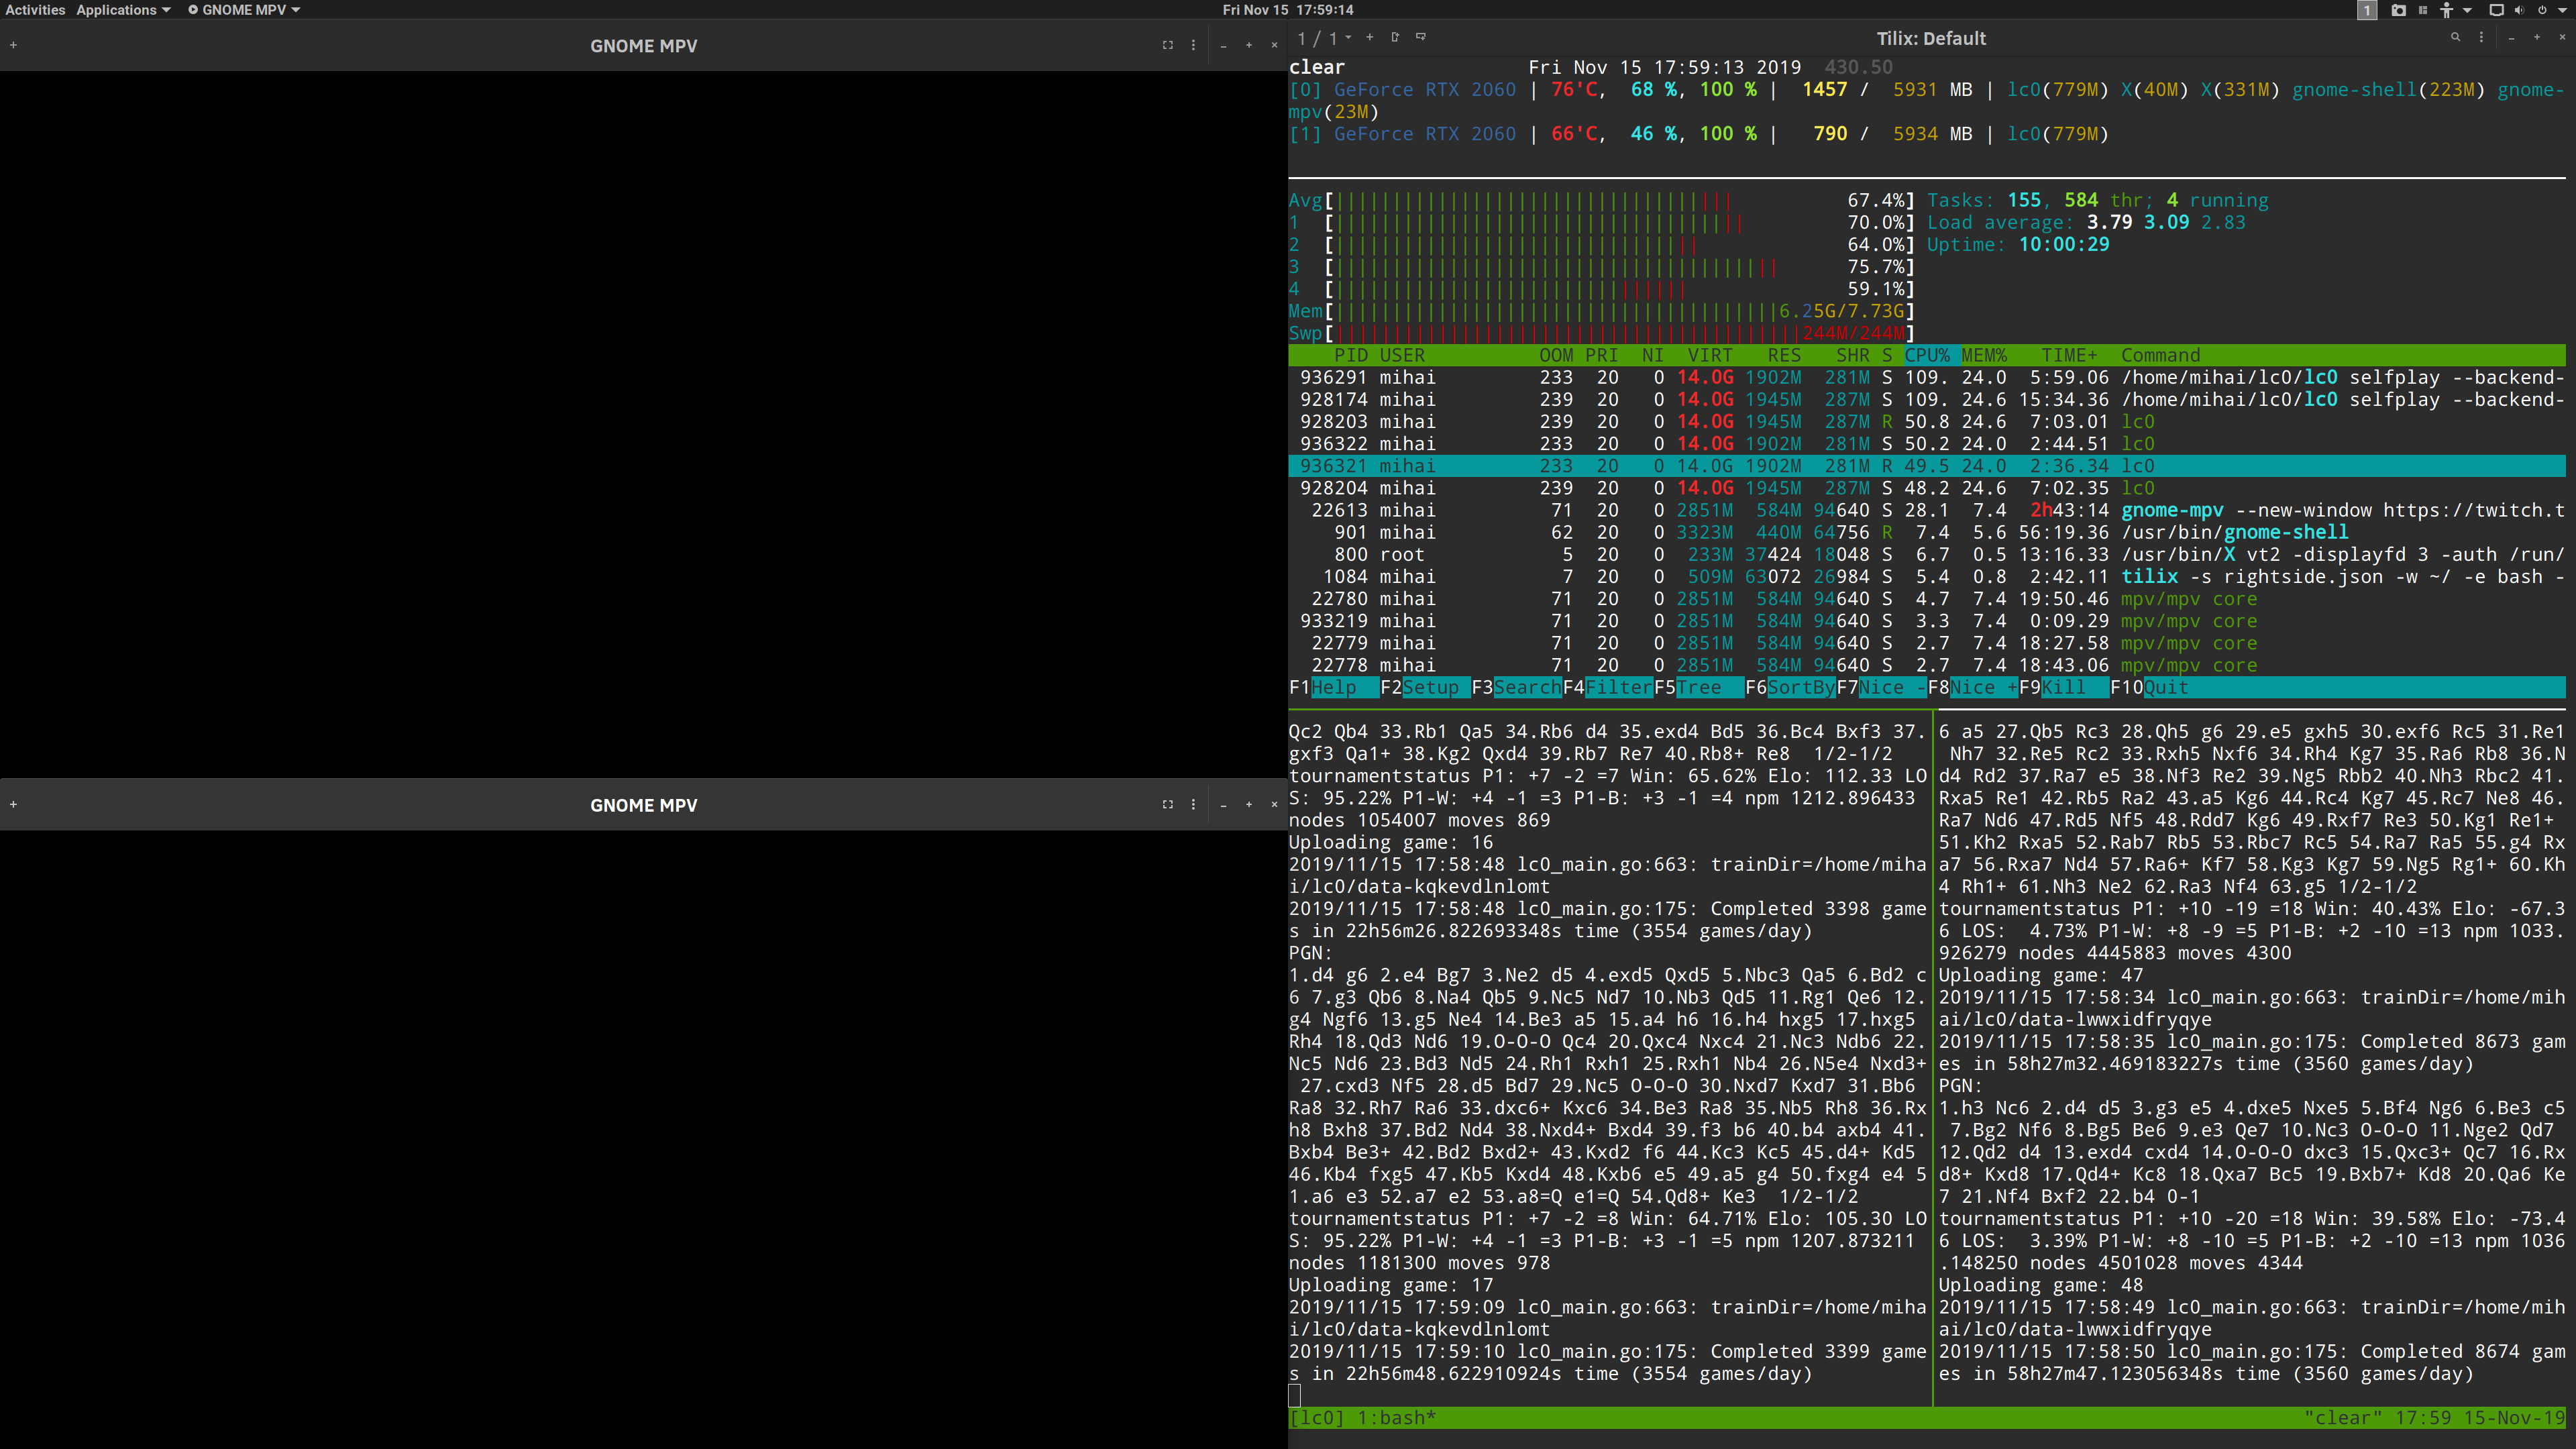 Activities Applications GNOME MPV Fri Nov 15 17:59:14 1
GNOME MPV
1 / 1 Tilix: Default
clear Fri Nov 15 17:59:13 2019 430.50
[0] GeForce RTX 2060 | 76'C, 68 %, 100 % | 1457 / 5931 MB | lc0(779M) X(40M) X(331M) gnome-shell(223M) gnome-
mpv(23M)
[1] GeForce RTX 2060 | 66'C, 46 %, 100 % | 790 / 5934 MB | lc0(779M)
Avg[ 67.4%] Tasks: 155, 584 thr; 4 running
1 [ 70.0%] Load average: 3.79 3.09 2.83
2 [ 64.0%] Uptime: 10:00:29
3 [ 75.7%]
4 [ 59.1%]
Mem[ 6.25G/7.73G]
Swp[ 244M/244M]
PID USER OOM PRI NI VIRT RES SHR S CPU% MEM% TIME+ Command
936291 mihai 233 20 0 14.0G 1902M 281M S 109. 24.0 5:59.06 /home/mihai/lc0/lc0 selfplay --backend-
928174 mihai 239 20 0 14.0G 1945M 287M S 109. 24.6 15:34.36 /home/mihai/lc0/lc0 selfplay --backend-
928203 mihai 239 20 0 14.0G 1945M 287M R 50.8 24.6 7:03.01 lc0
936322 mihai 233 20 0 14.0G 1902M 281M S 50.2 24.0 2:44.51 lc0
936321 mihai 233 20 0 14.0G 1902M 281M R 49.5 24.0 2:36.34 lc0
928204 mihai 239 20 0 14.0G 1945M 287M S 48.2 24.6 7:02.35 lc0
22613 mihai 71 20 0 2851M 584M 94640 S 28.1 7.4 2h43:14 gnome-mpv --new-window https://twitch.t
901 mihai 62 20 0 3323M 440M 64756 R 7.4 5.6 56:19.36 /usr/bin/gnome-shell
800 root 5 20 0 233M 37424 18048 S 6.7 0.5 13:16.33 /usr/bin/X vt2 -displayfd 3 -auth /run/
1084 mihai 7 20 0 509M 63072 26984 S 5.4 0.8 2:42.11 tilix -s rightside.json -w ~/ -e bash -
22780 mihai 71 20 0 2851M 584M 94640 S 4.7 7.4 19:50.46 mpv/mpv core
933219 mihai 71 20 0 2851M 584M 94640 S 3.3 7.4 0:09.29 mpv/mpv core
22779 mihai 71 20 0 2851M 584M 94640 S 2.7 7.4 18:27.58 mpv/mpv core
22778 mihai 71 20 0 2851M 584M 94640 S 2.7 7.4 18:43.06 mpv/mpv core
F1Help F2Setup F3SearchF4FilterF5Tree F6SortByF7Nice -F8Nice +F9Kill F10Quit
GNOME MPV
Qc2 Qb4 33.Rb1 Qa5 34.Rb6 d4 35.exd4 Bd5 36.Bc4 Bxf3 37.
gxf3 Qa1+ 38.Kg2 Qxd4 39.Rb7 Re7 40.Rb8+ Re8 1/2-1/2
tournamentstatus P1: +7 -2 =7 Win: 65.62% Elo: 112.33 LO
S: 95.22% P1-W: +4 -1 =3 P1-B: +3 -1 =4 npm 1212.896433
nodes 1054007 moves 869
Uploading game: 16
2019/11/15 17:58:48 lc0_main.go:663: trainDir=/home/miha
i/lc0/data-kqkevdlnlomt
2019/11/15 17:58:48 lc0_main.go:175: Completed 3398 game
s in 22h56m26.822693348s time (3554 games/day)
PGN:
1.d4 g6 2.e4 Bg7 3.Ne2 d5 4.exd5 Qxd5 5.Nbc3 Qa5 6.Bd2 c
6 7.g3 Qb6 8.Na4 Qb5 9.Nc5 Nd7 10.Nb3 Qd5 11.Rg1 Qe6 12.
g4 Ngf6 13.g5 Ne4 14.Be3 a5 15.a4 h6 16.h4 hxg5 17.hxg5
Rh4 18.Qd3 Nd6 19.O-O-O Qc4 20.Qxc4 Nxc4 21.Nc3 Ndb6 22.
Nc5 Nd6 23.Bd3 Nd5 24.Rh1 Rxh1 25.Rxh1 Nb4 26.N5e4 Nxd3+
27.cxd3 Nf5 28.d5 Bd7 29.Nc5 O-O-O 30.Nxd7 Kxd7 31.Bb6
Ra8 32.Rh7 Ra6 33.dxc6+ Kxc6 34.Be3 Ra8 35.Nb5 Rh8 36.Rx
h8 Bxh8 37.Bd2 Nd4 38.Nxd4+ Bxd4 39.f3 b6 40.b4 axb4 41.
Bxb4 Be3+ 42.Bd2 Bxd2+ 43.Kxd2 f6 44.Kc3 Kc5 45.d4+ Kd5
46.Kb4 fxg5 47.Kb5 Kxd4 48.Kxb6 e5 49.a5 g4 50.fxg4 e4 5
1.a6 e3 52.a7 e2 53.a8=Q e1=Q 54.Qd8+ Ke3 1/2-1/2
tournamentstatus P1: +7 -2 =8 Win: 64.71% Elo: 105.30 LO
S: 95.22% P1-W: +4 -1 =3 P1-B: +3 -1 =5 npm 1207.873211
nodes 1181300 moves 978
Uploading game: 17
2019/11/15 17:59:09 lc0_main.go:663: trainDir=/home/miha
i/lc0/data-kqkevdlnlomt
2019/11/15 17:59:10 lc0_main.go:175: Completed 3399 game
s in 22h56m48.622910924s time (3554 games/day)
6 a5 27.Qb5 Rc3 28.Qh5 g6 29.e5 gxh5 30.exf6 Rc5 31.Re1
Nh7 32.Re5 Rc2 33.Rxh5 Nxf6 34.Rh4 Kg7 35.Ra6 Rb8 36.N
d4 Rd2 37.Ra7 e5 38.Nf3 Re2 39.Ng5 Rbb2 40.Nh3 Rbc2 41.
Rxa5 Re1 42.Rb5 Ra2 43.a5 Kg6 44.Rc4 Kg7 45.Rc7 Ne8 46.
Ra7 Nd6 47.Rd5 Nf5 48.Rdd7 Kg6 49.Rxf7 Re3 50.Kg1 Re1+
51.Kh2 Rxa5 52.Rab7 Rb5 53.Rbc7 Rc5 54.Ra7 Ra5 55.g4 Rx
a7 56.Rxa7 Nd4 57.Ra6+ Kf7 58.Kg3 Kg7 59.Ng5 Rg1+ 60.Kh
4 Rh1+ 61.Nh3 Ne2 62.Ra3 Nf4 63.g5 1/2-1/2
tournamentstatus P1: +10 -19 =18 Win: 40.43% Elo: -67.3
6 LOS: 4.73% P1-W: +8 -9 =5 P1-B: +2 -10 =13 npm 1033.
926279 nodes 4445883 moves 4300
Uploading game: 47
2019/11/15 17:58:34 lc0_main.go:663: trainDir=/home/mih
ai/lc0/data-lwwxidfryqye
2019/11/15 17:58:35 lc0_main.go:175: Completed 8673 gam
es in 58h27m32.469183227s time (3560 games/day)
PGN:
1.h3 Nc6 2.d4 d5 3.g3 e5 4.dxe5 Nxe5 5.Bf4 Ng6 6.Be3 c5
7.Bg2 Nf6 8.Bg5 Be6 9.e3 Qe7 10.Nc3 O-O-O 11.Nge2 Qd7
12.Qd2 d4 13.exd4 cxd4 14.O-O-O dxc3 15.Qxc3+ Qc7 16.Rx
d8+ Kxd8 17.Qd4+ Kc8 18.Qxa7 Bc5 19.Bxb7+ Kd8 20.Qa6 Ke
7 21.Nf4 Bxf2 22.b4 0-1
tournamentstatus P1: +10 -20 =18 Win: 39.58% Elo: -73.4
6 LOS: 3.39% P1-W: +8 -10 =5 P1-B: +2 -10 =13 npm 1036
.148250 nodes 4501028 moves 4344
Uploading game: 48
2019/11/15 17:58:49 lc0_main.go:663: trainDir=/home/mih
ai/lc0/data-lwwxidfryqye
2019/11/15 17:58:50 lc0_main.go:175: Completed 8674 gam
es in 58h27m47.123056348s time (3560 games/day)
[lc0] 1:bash* "clear" 17:59 15-Nov-19